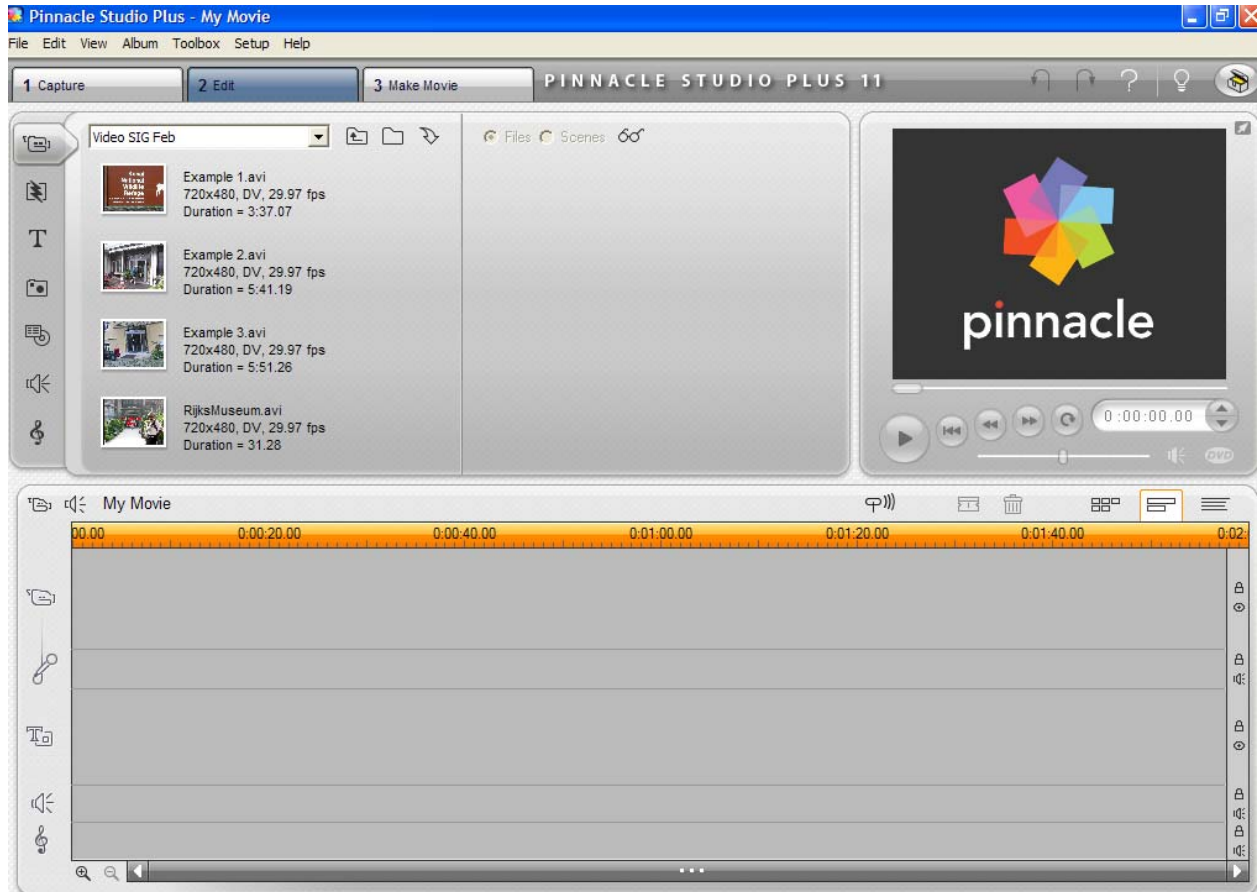 Pinnacle Studio Plus - My Movie
File Edit View Album Toolbox Setup Help
1 Capture
2 Edit
3 Make Movie
PINNACLE STUDIO PLUS 11
Video SIG Feb
Files Scenes
Example 1.avi
720x480, DV, 29.97 fps
Duration = 3:37.07
Example 2.avi
720x480, DV, 29.97 fps
Duration = 5:41.19
Example 3.avi
720x480, DV, 29.97 fps
Duration = 5:51.26
RijksMuseum.avi
720x480, DV, 29.97 fps
Duration = 31.28
pinnacle
0:00:00.00
DVD
My Movie
00.00 0:00:20.00 0:00:40.00 0:01:00.00 0:01:20.00 0:01:40.00 0:02: